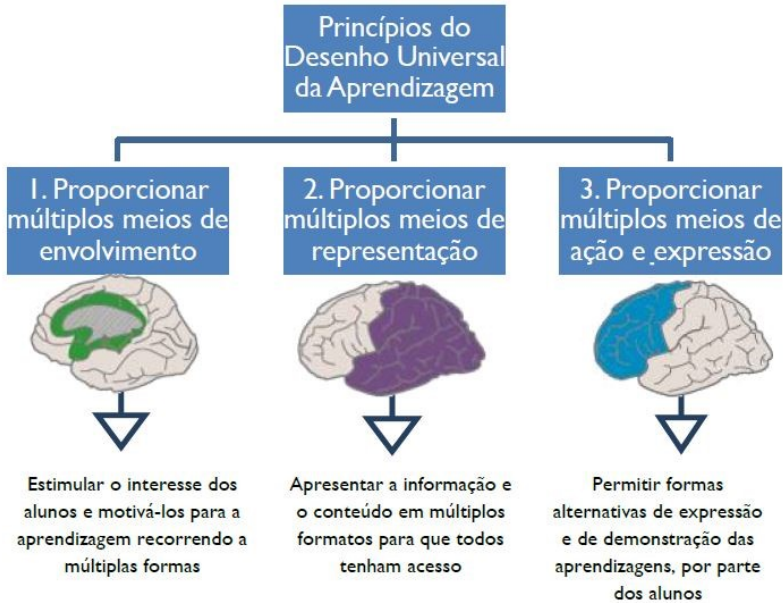 Princípios do
Desenho Universal
da Aprendizagem
1. Proporcionar
múltiplos meios de
envolvimento
2. Proporcionar
múltiplos meios de
representação
3. Proporcionar
múltiplos meios de
ação e expressão
Estimular o interesse dos
alunos e motivá-los para a
aprendizagem recorrendo a
múltiplas formas
Apresentar a informação e
o conteúdo em múltiplos
formatos para que todos
tenham acesso
Permitir formas
alternativas de expressão
e de demonstração das
aprendizagens, por parte
dos alunos